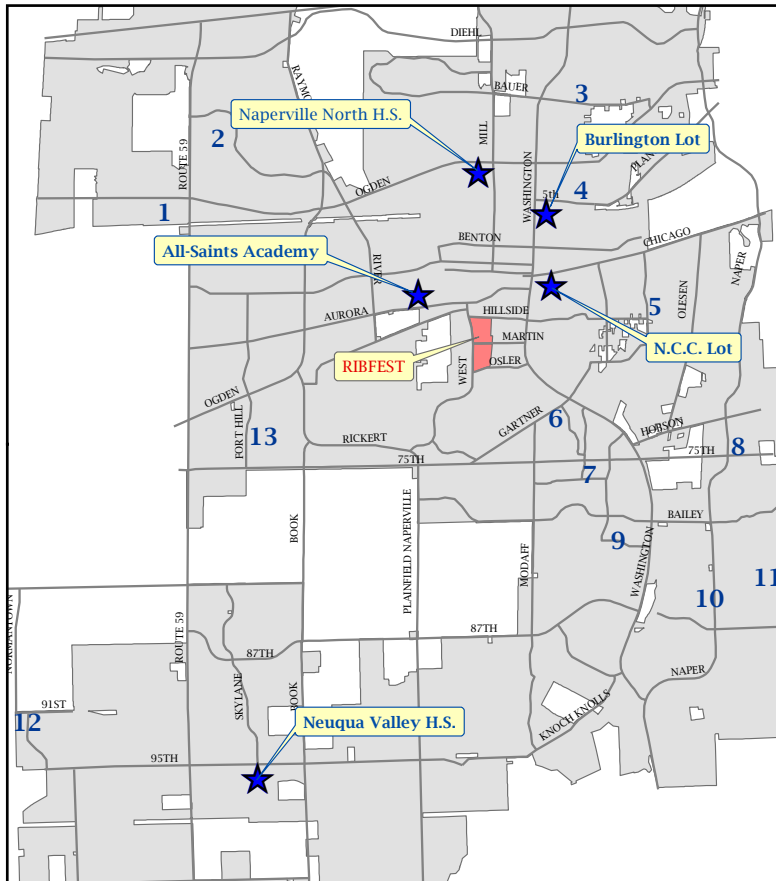 DIEHL
RAYMO
BAUER
3
Naperville North H.S.
MILL
2
Burlington Lot
ROUTE 59
WASHINGTON
PLAN
OGDEN
5th
4
1
BENTON
CHICAGO
All-Saints Academy
RIVER
NAPER
AURORA
HILLSIDE
5
OLESEN
MARTIN
N.C.C. Lot
RIBFEST
WEST
OSLER
OGDEN
GARTNER
6
FORT HILL
13
RICKERT
HOBSON
8
75TH
75TH
7
BOOK
PLAINFIELD NAPERVILLE
BAILEY
MODAFF
9
WASHINGTON
11
10
NORMANTOWN
ROUTE 59
87TH
87TH
NAPER
SKYLANE
BOOK
91ST
12
Neuqua Valley H.S.
KNOCH KNOLLS
95TH